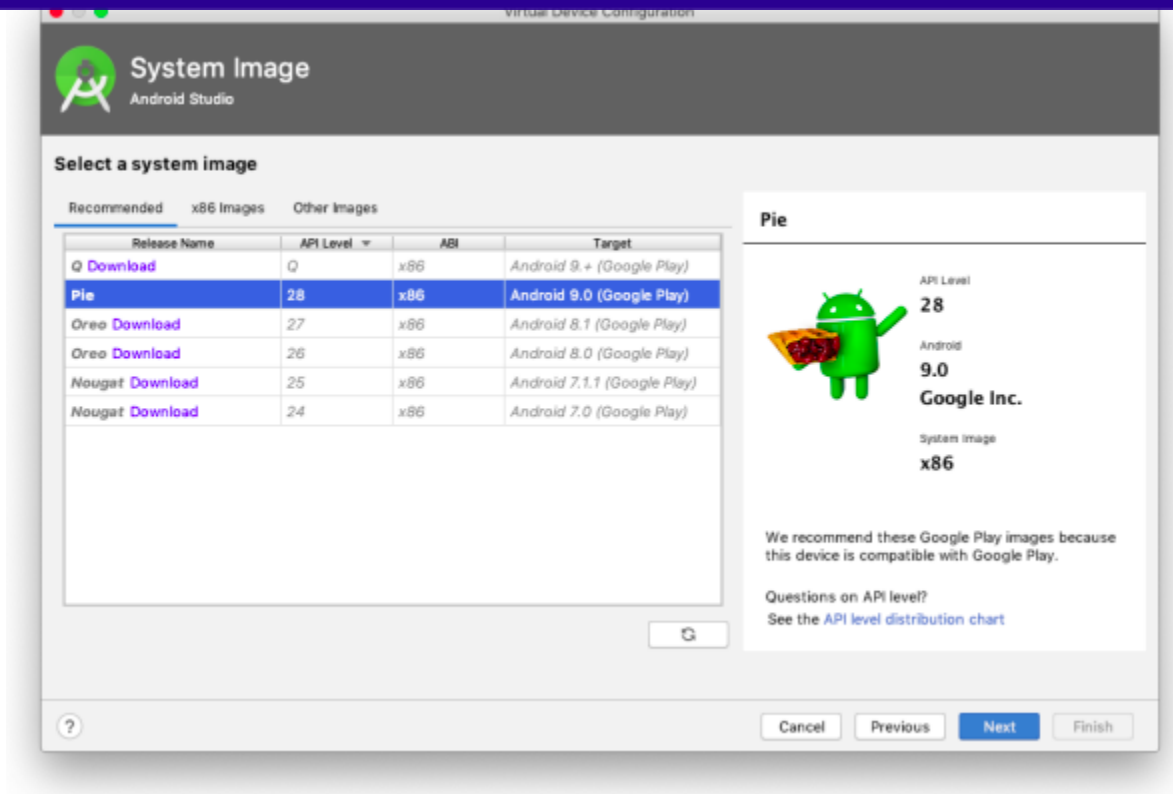 Virtual Device Configuration
System Image
Android Studio
Select a system image
Recommended x86 Images Other Images
Release Name API Level ABI Target
Q Download Q x86 Android 9.+ (Google Play)
Pie 28 x86 Android 9.0 (Google Play)
Oreo Download 27 x86 Android 8.1 (Google Play)
Oreo Download 26 x86 Android 8.0 (Google Play)
Nougat Download 25 x86 Android 7.1.1 (Google Play)
Nougat Download 24 x86 Android 7.0 (Google Play)
Pie
API Level
28
Android
9.0
Google Inc.
System Image
x86
We recommend these Google Play images because
this device is compatible with Google Play.
Questions on API level?
See the API level distribution chart
? Cancel Previous Next Finish